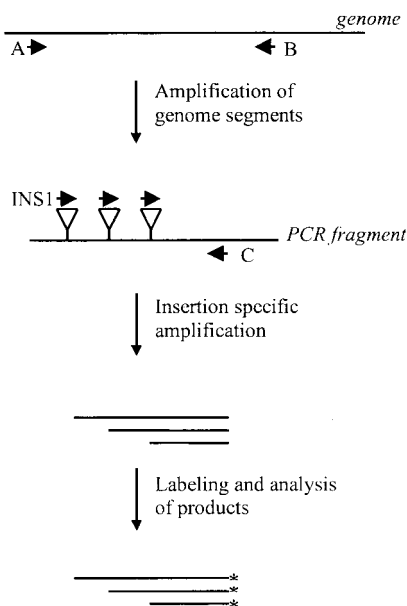 genome
A B
Amplification of
genome segments
INS1
PCR fragment
C
Insertion specific
amplification
Labeling and analysis
of products
*
*
*